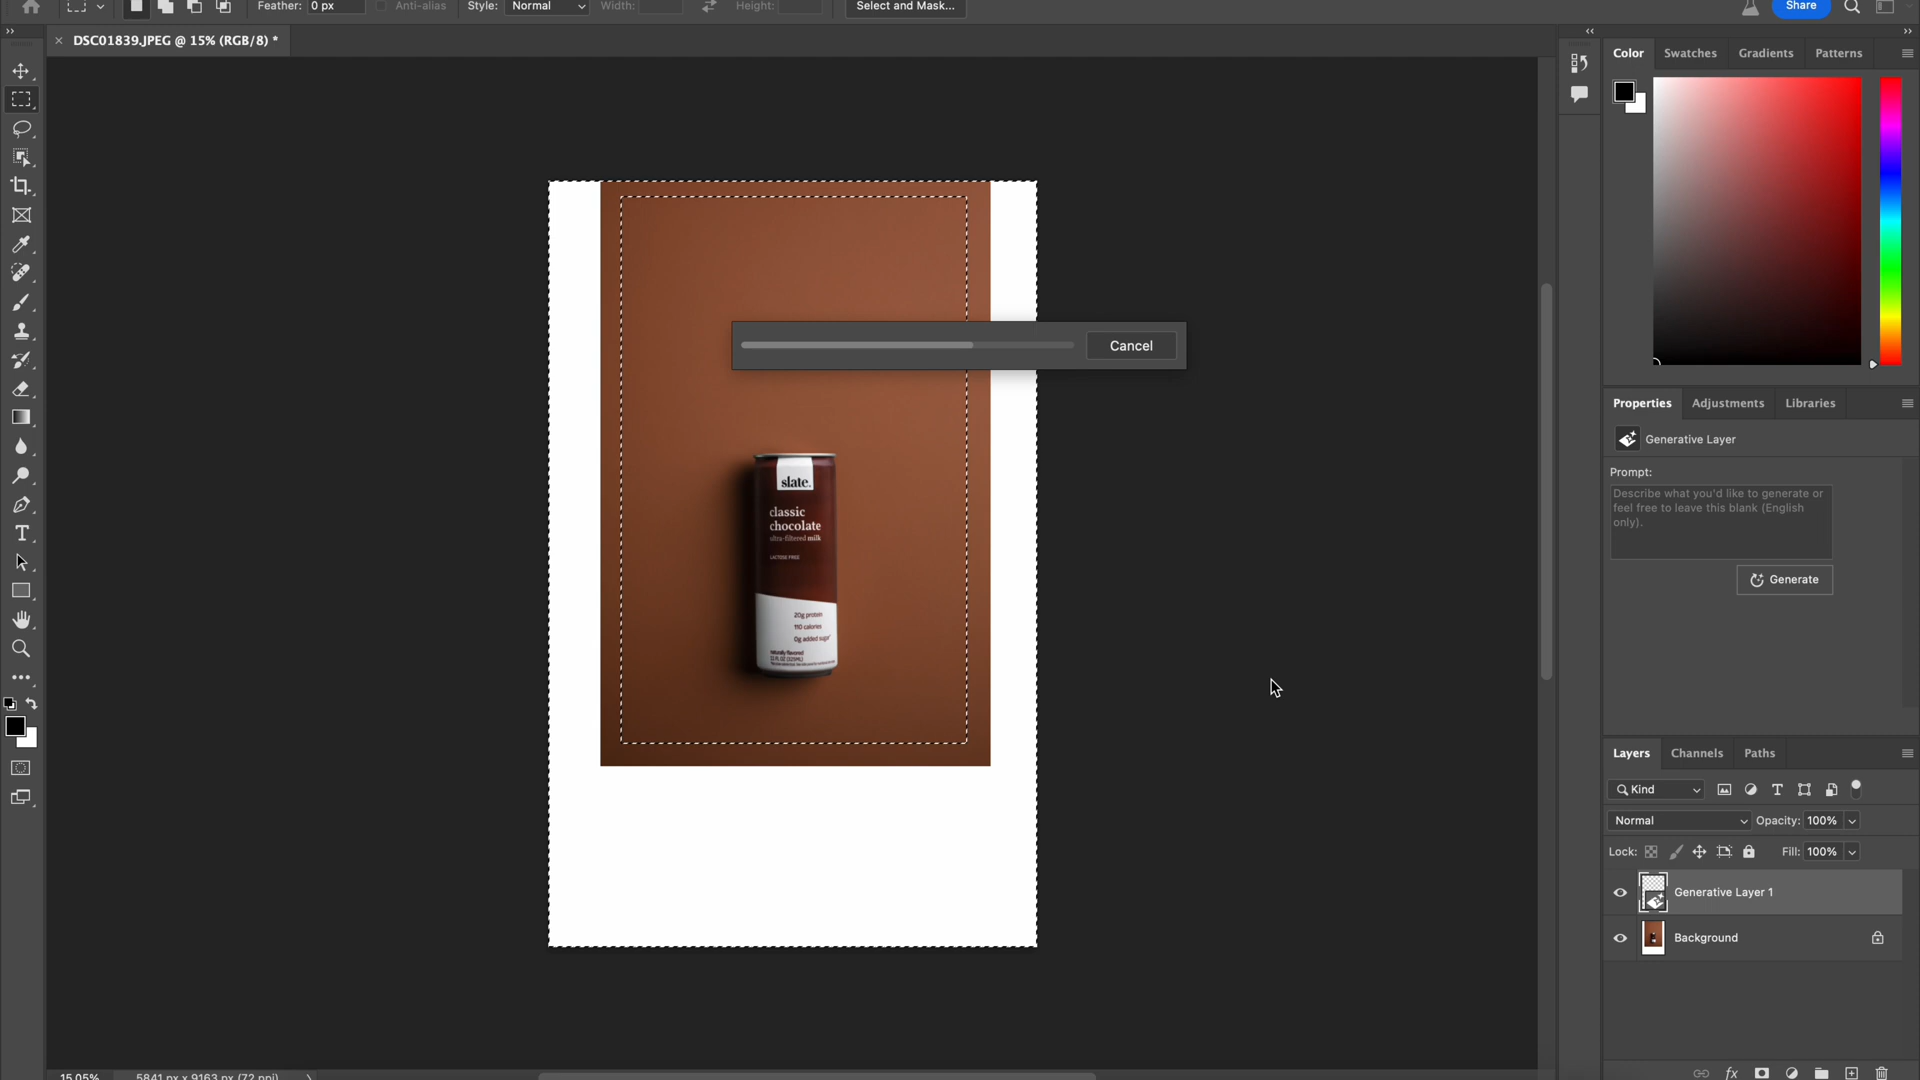 Feather: 0 px Anti-alias Style: Normal Width: Height: Select and Mask... Share
× DSC01839.JPEG @ 15% (RGB/8) *
Color Swatches Gradients Patterns
Cancel
Properties Adjustments Libraries
Generative Layer
Prompt:
Describe what you'd like to generate or
feel free to leave this blank (English
only).
Generate
slate.
classic
chocolate
ultra-filtered milk
LACTOSE FREE
20g protein
110 calories
0g added sugar*
naturally flavored
Layers Channels Paths
Kind
Normal Opacity: 100%
Lock: Fill: 100%
Generative Layer 1
Background
15.05% 5841 px x 9163 px (72 ppi)